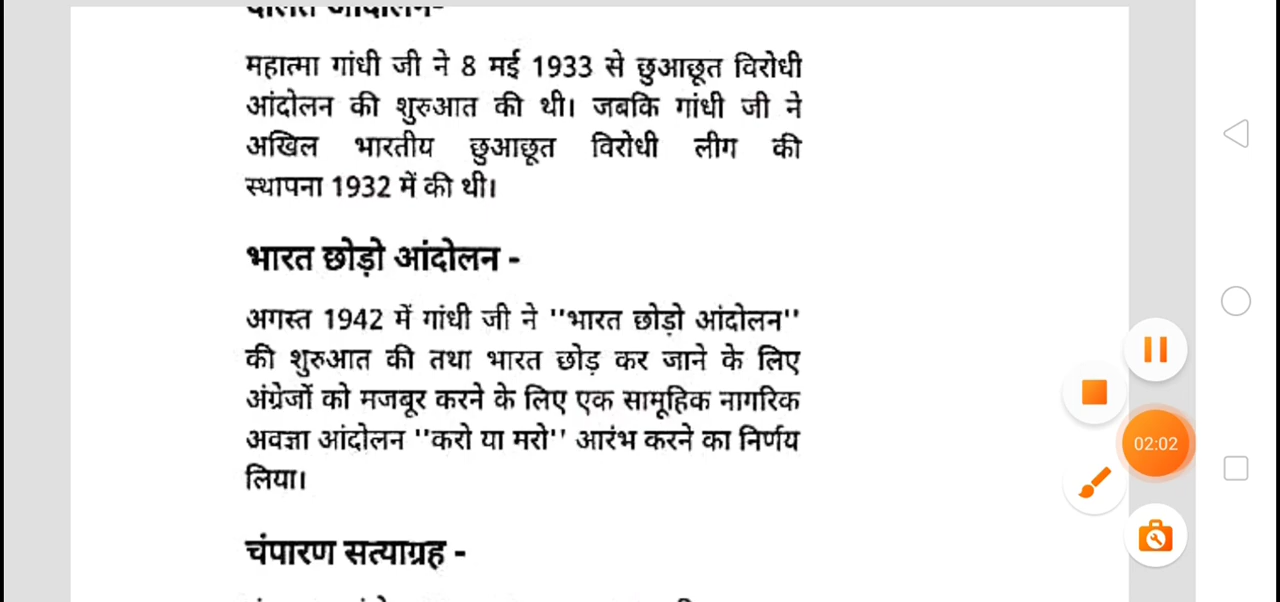 महात्मा गांधी जी ने 8 मई 1933 से छुआछूत विरोधी
आंदोलन की शुरुआत की थी। जबकि गांधी जी ने
अखिल भारतीय छुआछूत विरोधी लीग की
स्थापना 1932 में की थी।
भारत छोड़ो आंदोलन -
अगस्त 1942 में गांधी जी ने ''भारत छोड़ो आंदोलन''
की शुरुआत की तथा भारत छोड़ कर जाने के लिए
अंग्रेजों को मजबूर करने के लिए एक सामूहिक नागरिक
अवज्ञा आंदोलन ''करो या मरो'' आरंभ करने का निर्णय
लिया।
चंपारण सत्याग्रह -
02:02